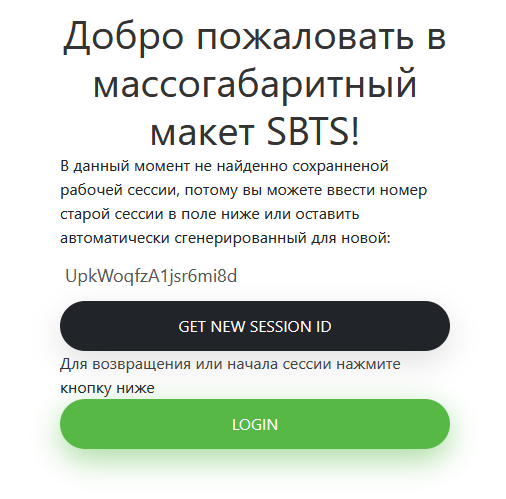 Добро пожаловать в
массогабаритный
макет SBTS!
В данный момент не найденно сохранненой
рабочей сессии, потому вы можете ввести номер
старой сессии в поле ниже или оставить
автоматически сгенерированный для новой:
UpkWoqfzA1jsr6mi8d
GET NEW SESSION ID
Для возвращения или начала сессии нажмите
кнопку ниже
LOGIN